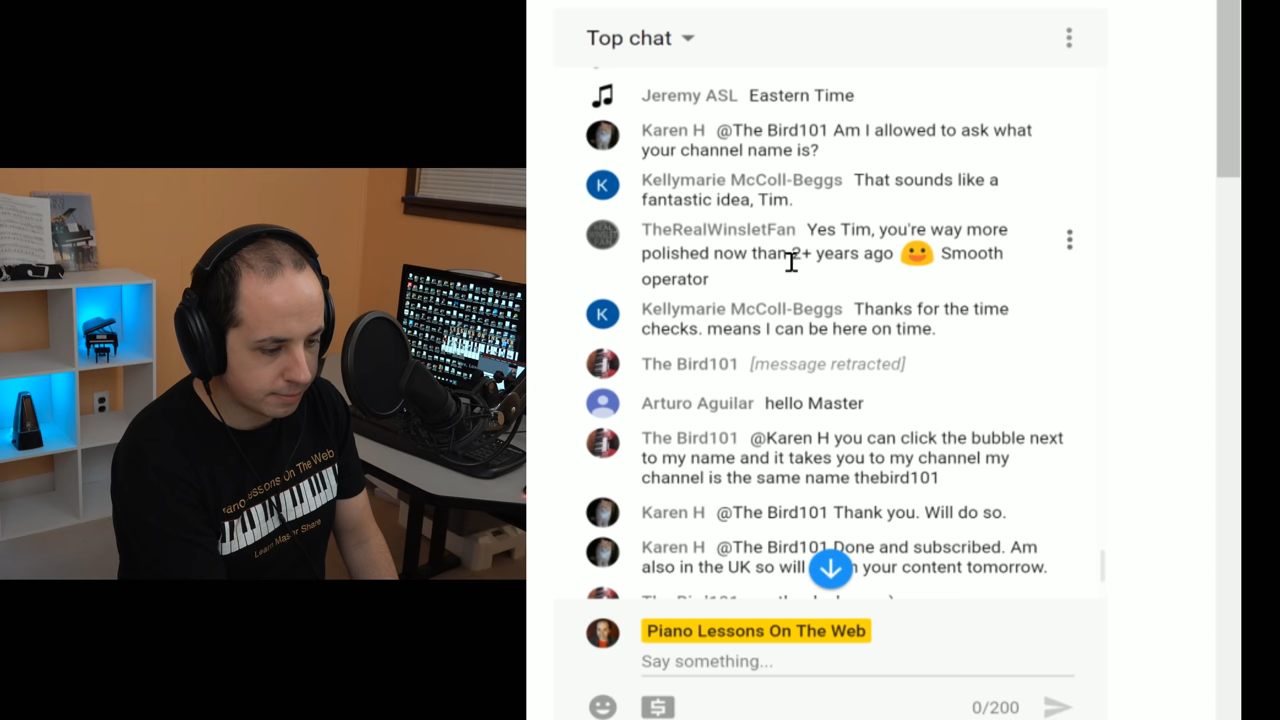 Top chat
Jeremy ASL Eastern Time
Karen H @The Bird101 Am I allowed to ask what
your channel name is?
Kellymarie McColl-Beggs That sounds like a
fantastic idea, Tim.
TheRealWinsletFan Yes Tim, you're way more
polished now than 2+ years ago Smooth
operator
K
Kellymarie McColl-Beggs Thanks for the time
checks. means I can be here on time.
K
The Bird101 [message retracted]
Arturo Aguilar hello Master
The Bird101 @Karen H you can click the bubble next
to my name and it takes you to my channel my
channel is the same name thebird101
Karen H @The Bird101 Thank you. Will do so.
Karen H @The Bird101 Done and subscribed. Am
also in the UK so will your content tomorrow.
Piano Lessons On The Web
Say something...
0/200
Piano Lessons On The Web
Learn Master Share